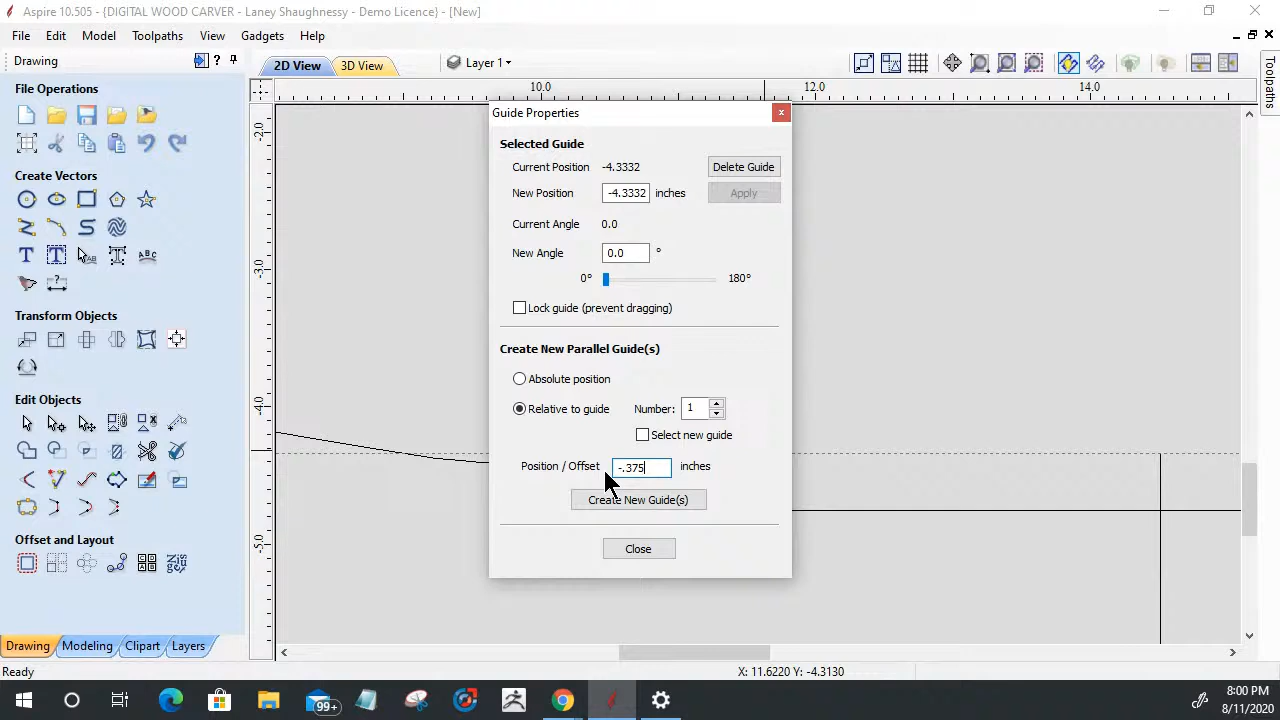 Aspire 10.505 - {DIGITAL WOOD CARVER - Laney Shaughnessy - Demo Licence} - [New]
File Edit Model Toolpaths View Gadgets Help
Drawing ?
2D View 3D View Layer 1
Toolpaths
File Operations
Create Vectors
Transform Objects
Edit Objects
Offset and Layout
Drawing Modeling Clipart Layers
10.0 12.0 14.0
-2.0
-3.0
-4.0
-5.0
Guide Properties
Selected Guide
Current Position -4.3332 Delete Guide
New Position -4.3332 inches Apply
Current Angle 0.0
New Angle 0.0 °
0° 180°
Lock guide (prevent dragging)
Create New Parallel Guide(s)
Absolute position
Relative to guide Number: 1
Select new guide
Position / Offset -.375 inches
Create New Guide(s)
Close
Ready X: 11.6220 Y: -4.3130
99+
8:00 PM
8/11/2020